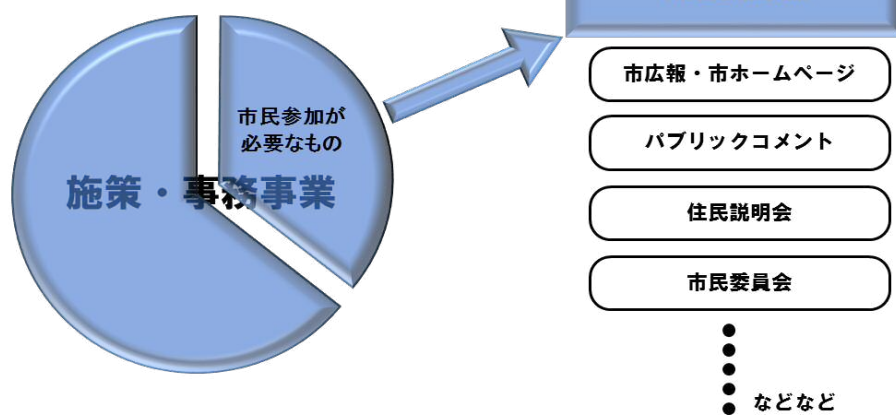 市民参加が
必要なもの
施策・事務事業
市広報・市ホームページ
パブリックコメント
住民説明会
市民委員会
などなど